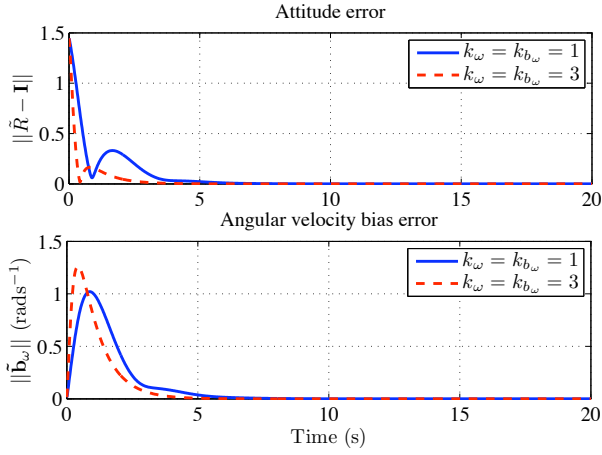 Attitude error
||R̃ − I||
1.5
1
0.5
0
k_ω = k_{b_ω} = 1
k_ω = k_{b_ω} = 3
0 5 10 15 20
Angular velocity bias error
||b̃_ω|| (rads⁻¹)
1.5
1
0.5
0
k_ω = k_{b_ω} = 1
k_ω = k_{b_ω} = 3
0 5 10 15 20
Time (s)